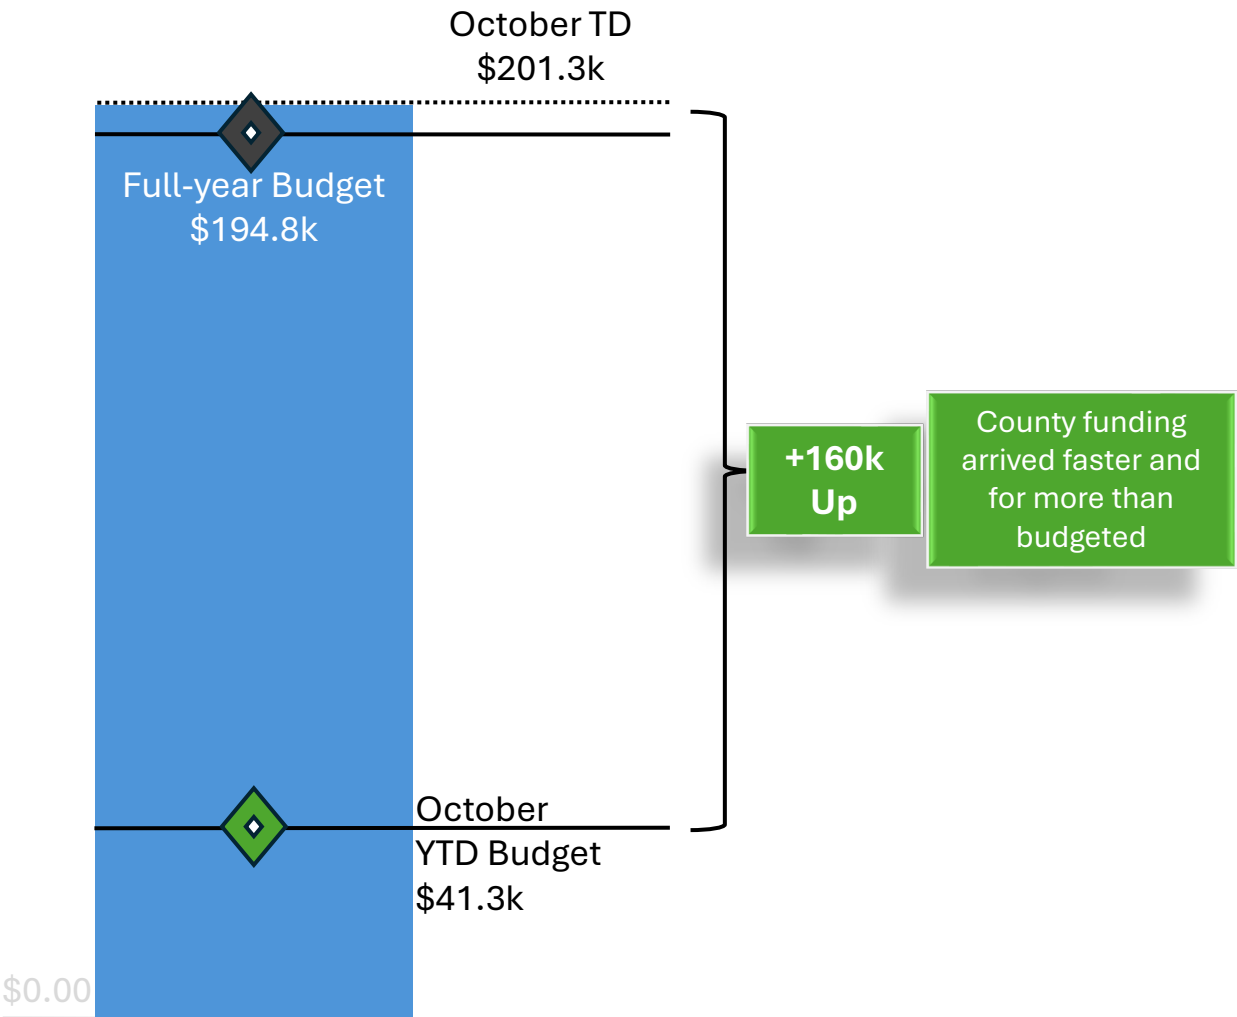 October TD
$201.3k
Full-year Budget
$194.8k
+160k
Up
County funding
arrived faster and
for more than
budgeted
October
YTD Budget
$41.3k
$0.00